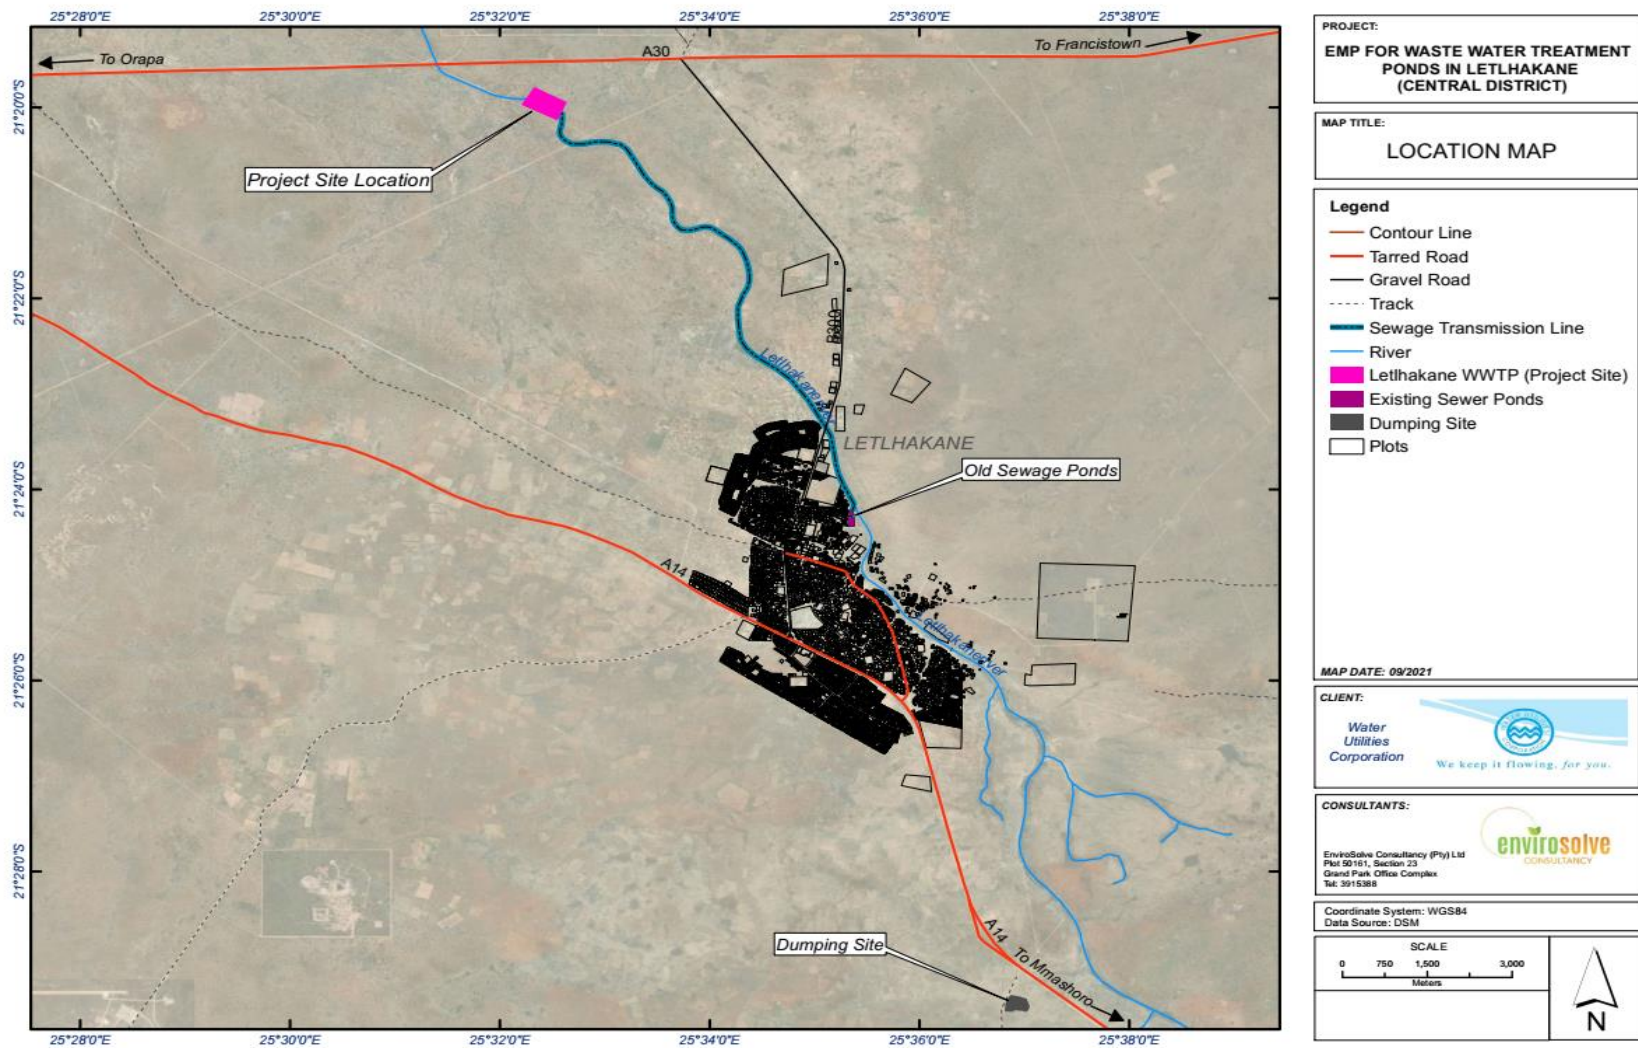 25°28'0"E
25°30'0"E
25°32'0"E
25°34'0"E
25°36'0"E
25°38'0"E
21°20'0"S
21°22'0"S
21°24'0"S
21°26'0"S
21°28'0"S
To Orapa
A30
To Francistown
Project Site Location
Letlhakane
LETLHAKANE
Old Sewage Ponds
A14
Letlhakane River
Dumping Site
A14
To Mmashoro
25°28'0"E
25°30'0"E
25°32'0"E
25°34'0"E
25°36'0"E
25°38'0"E
PROJECT:
EMP FOR WASTE WATER TREATMENT
PONDS IN LETLHAKANE
(CENTRAL DISTRICT)
MAP TITLE:
LOCATION MAP
Legend
Contour Line
Tarred Road
Gravel Road
Track
Sewage Transmission Line
River
Letlhakane WWTP (Project Site)
Existing Sewer Ponds
Dumping Site
Plots
MAP DATE: 09/2021
CLIENT:
Water
Utilities
Corporation
WATER UTILITIES
CORPORATION
We keep it flowing, for you.
CONSULTANTS:
EnviroSolve Consultancy (Pty) Ltd
Plot 50161, Section 23
Grand Park Office Complex
Tel: 3915388
envirosolve
CONSULTANCY
Coordinate System: WGS84
Data Source: DSM
SCALE
0 750 1,500 3,000
Meters
N